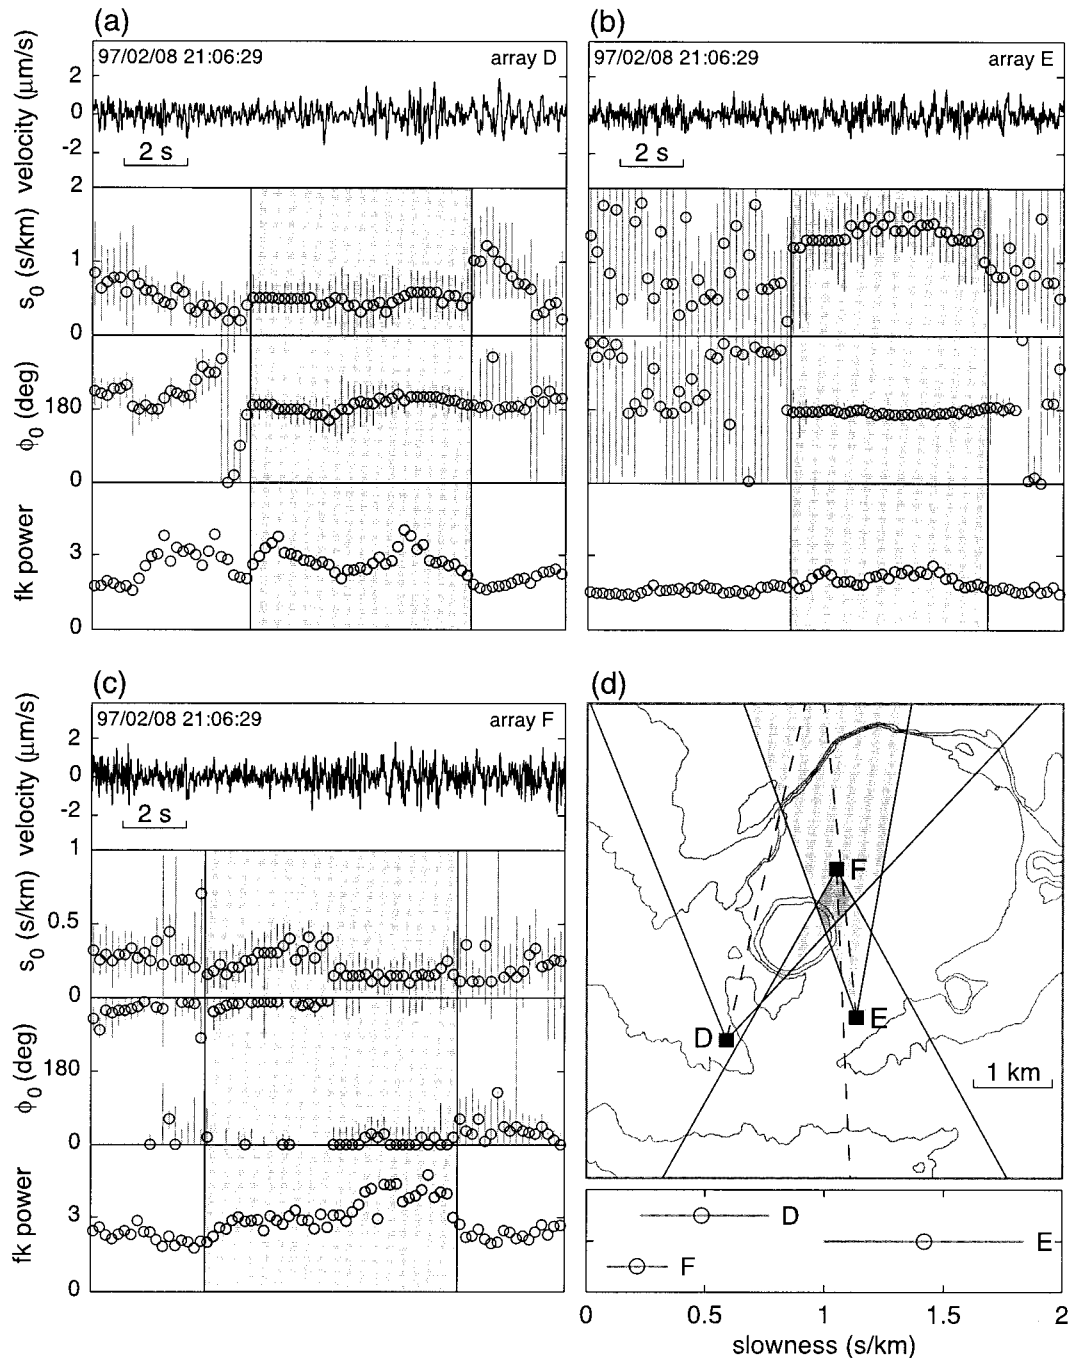 (a)
97/02/08 21:06:29 array D
velocity (μm/s)
2
0
-2
2 s
s0 (s/km)
2
1
0
ϕ0 (deg)
180
0
fk power
3
0
(b)
97/02/08 21:06:29 array E
2 s
(c)
97/02/08 21:06:29 array F
velocity (μm/s)
2
0
-2
2 s
s0 (s/km)
1
0.5
0
ϕ0 (deg)
180
0
fk power
3
0
(d)
F
E
D
1 km
D
E
F
0 0.5 1 1.5 2
slowness (s/km)